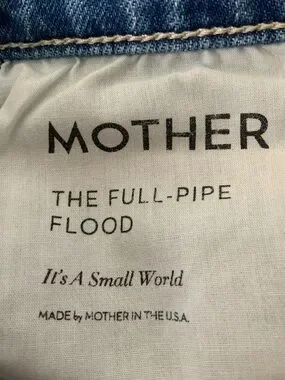 MOTHER
THE FULL-PIPE
FLOOD
It's A Small World
MADE by MOTHER IN THE U.S.A.